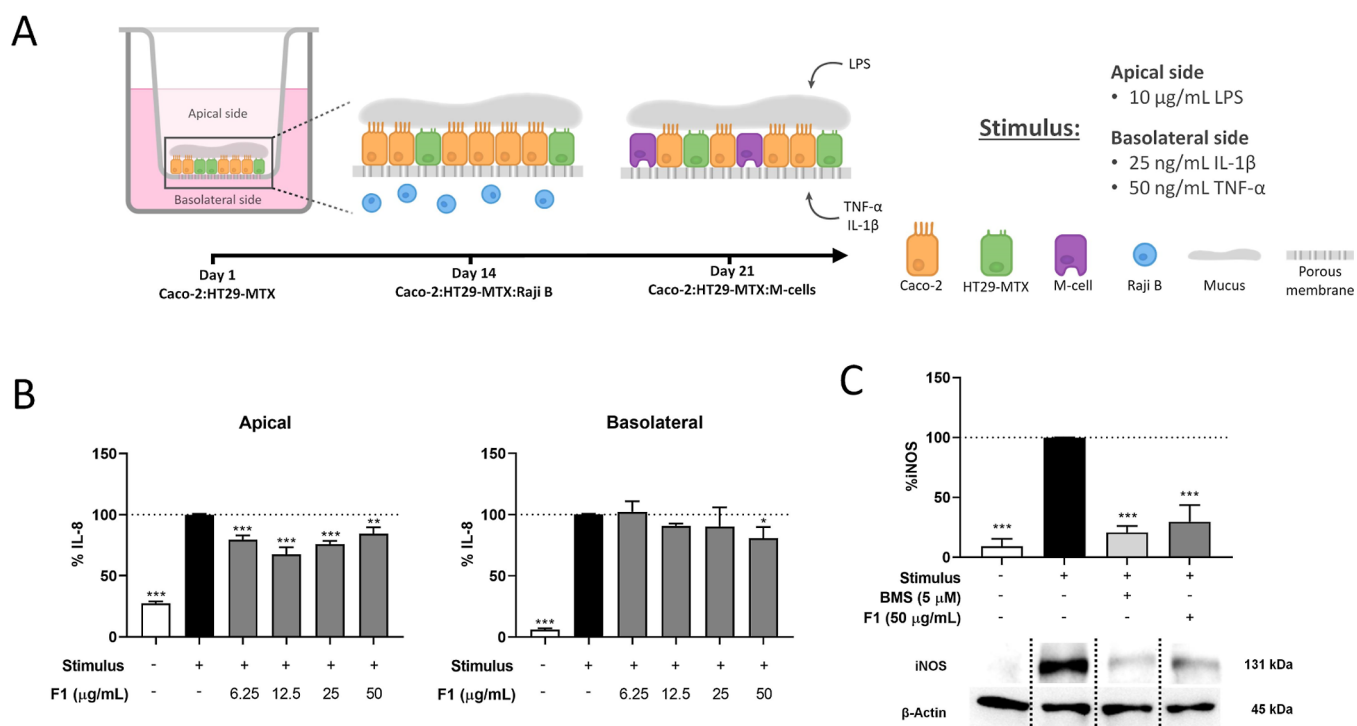 A
Apical side
Basolateral side
LPS
TNF-α
IL-1β
Day 1
Caco-2:HT29-MTX
Day 14
Caco-2:HT29-MTX:Raji B
Day 21
Caco-2:HT29-MTX:M-cells
Stimulus:
Apical side
• 10 μg/mL LPS
Basolateral side
• 25 ng/mL IL-1β
• 50 ng/mL TNF-α
Caco-2
HT29-MTX
M-cell
Raji B
Mucus
Porous
membrane
B
Apical
% IL-8
150
100
50
0
***
***
***
***
**
Stimulus - + + + + +
F1 (μg/mL) - - 6.25 12.5 25 50
Basolateral
% IL-8
150
100
50
0
***
*
Stimulus - + + + + +
F1 (μg/mL) - - 6.25 12.5 25 50
C
%iNOS
150
100
50
0
***
***
***
Stimulus - + + +
BMS (5 μM) - - + -
F1 (50 μg/mL) - - - +
iNOS 131 kDa
β-Actin 45 kDa